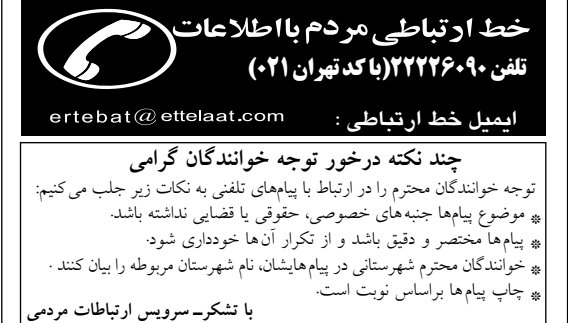 خط ارتباطی مردم بااطلاعات
تلفن ۲۲۲۲۶۰۹۰(با کد تهران ۰۲۱)
ایمیل خط ارتباطی : ertebat@ettelaat.com
چند نکته درخور توجه خوانندگان گرامی
توجه خوانندگان محترم را در ارتباط با پیام‌های تلفنی به نکات زیر جلب می‌کنیم:
* موضوع پیام‌ها جنبه‌های خصوصی، حقوقی یا قضایی نداشته باشد.
* پیام‌ها مختصر و دقیق باشد و از تکرار آن‌ها خودداری شود.
* خوانندگان محترم شهرستانی در پیام‌هایشان، نام شهرستان مربوطه را بیان کنند .
* چاپ پیام‌ها براساس نوبت است.
با تشکرـ سرویس ارتباطات مردمی